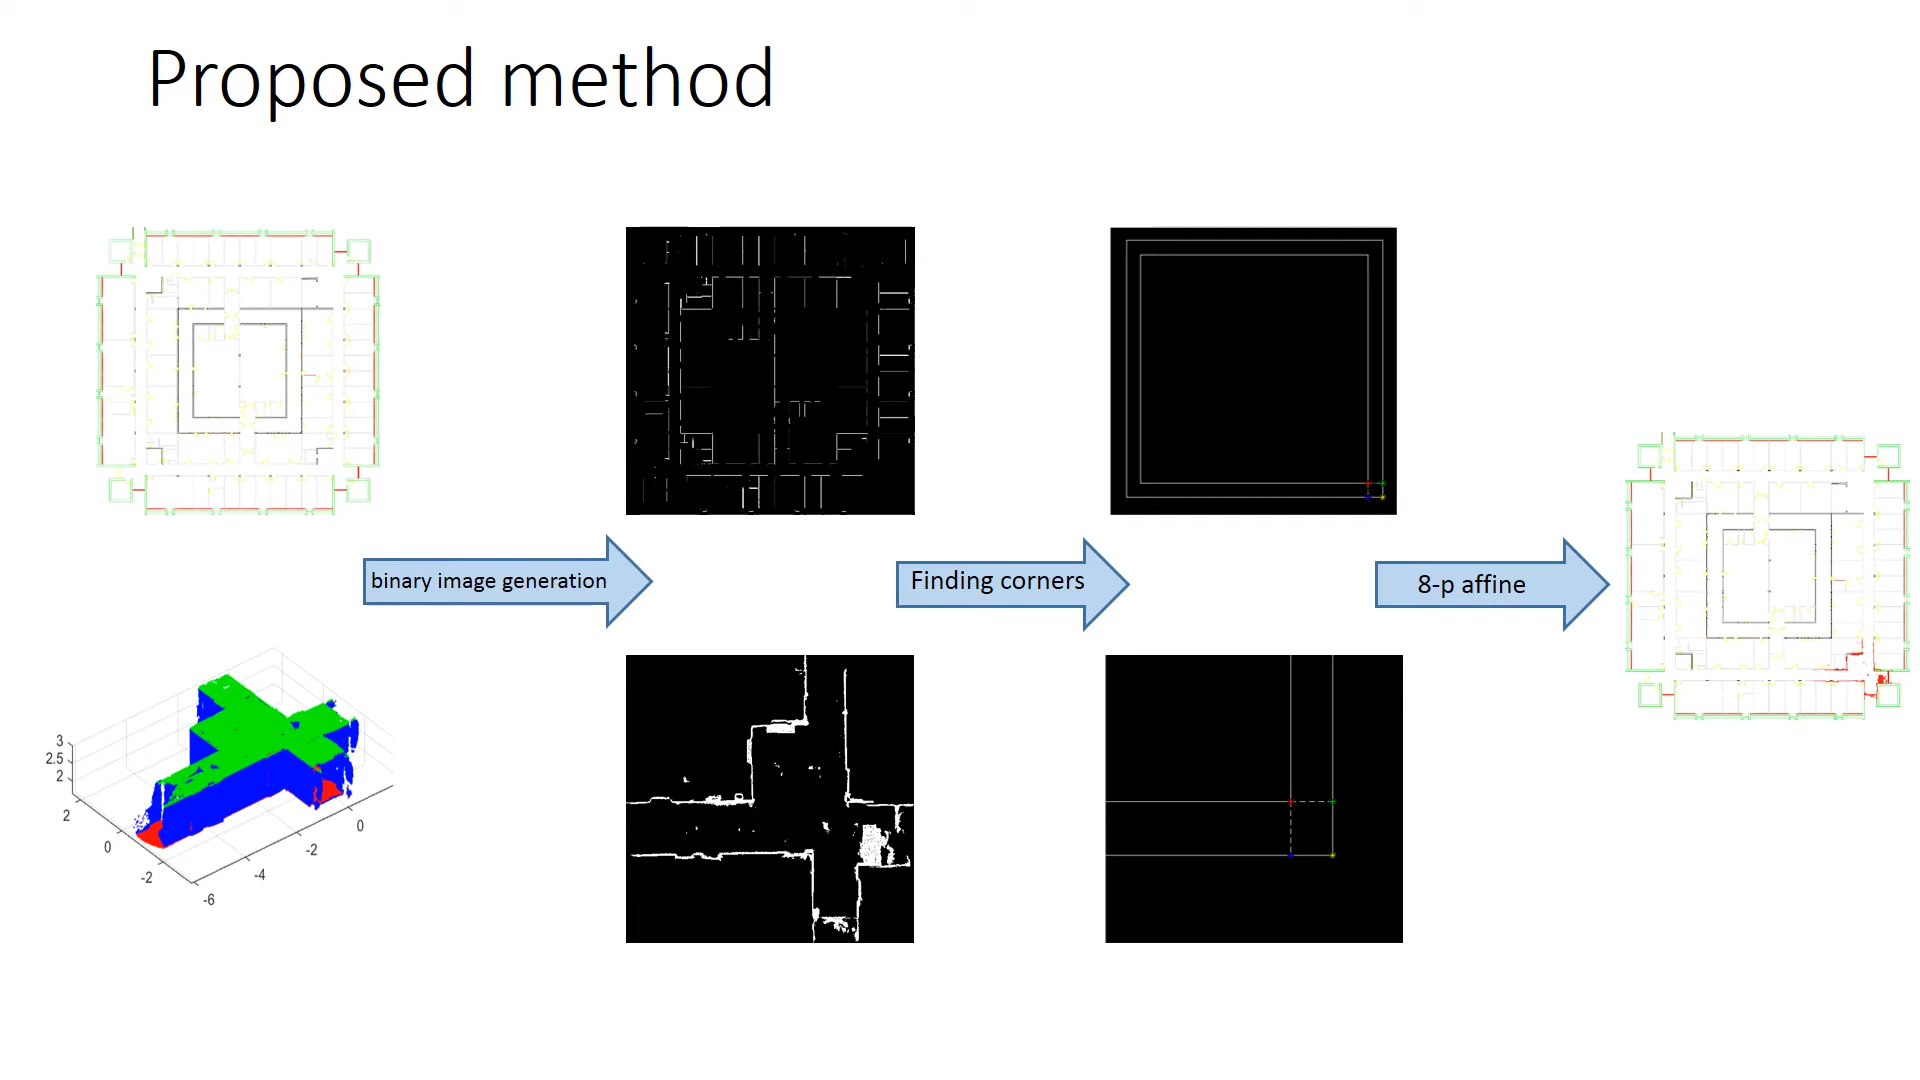 Proposed method
binary image generation
Finding corners
8-p affine
3
2.5
2
2
0
-2
-6
-4
-2
0